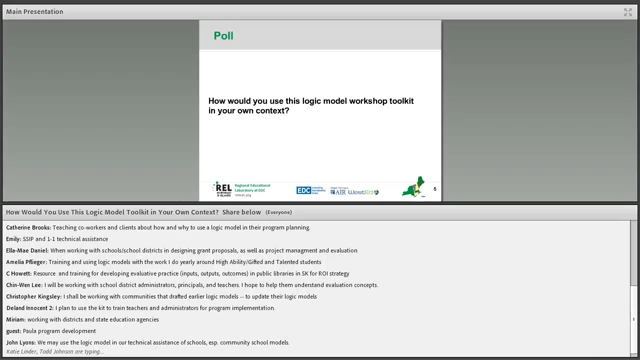 Main Presentation
Poll
How would you use this logic model workshop toolkit
in your own context?
REL
Regional Educational
Laboratory at EDC
EDC
AIR
WestEd
5
How Would You Use This Logic Model Toolkit in Your Own Context? Share below (Everyone)
Catherine Brooks: Teaching co-workers and clients about how and why to use a logic model in their program planning.
Emily: SSIP and 1-1 technical assistance
Ella-Mae Daniel: When working with schools/school districts in designing grant proposals, as well as project managment and evaluation
Amelia Pflieger: Training and using logic models with the work I do yearly around High Ability/Gifted and Talented students
C Howett: Resource and training for developing evaluative practice (inputs, outputs, outcomes) in public libraries in SK for ROI strategy
Chin-Wen Lee: I will be working with school district administrators, principals, and teachers. I hope to help them understand evaluation concepts.
Christopher Kingsley: I shall be working with communities that drafted earlier logic models -- to update their logic models
Deland Innocent 2: I plan to use the kit to train teachers and administrators for program implementation.
Miriam: working with districts and state education agencies
guest: Paula program development
John Lyons: We may use the logic model in our technical assistance of schools, esp. community school models.
Katie Linder, Todd Johnson are typing...